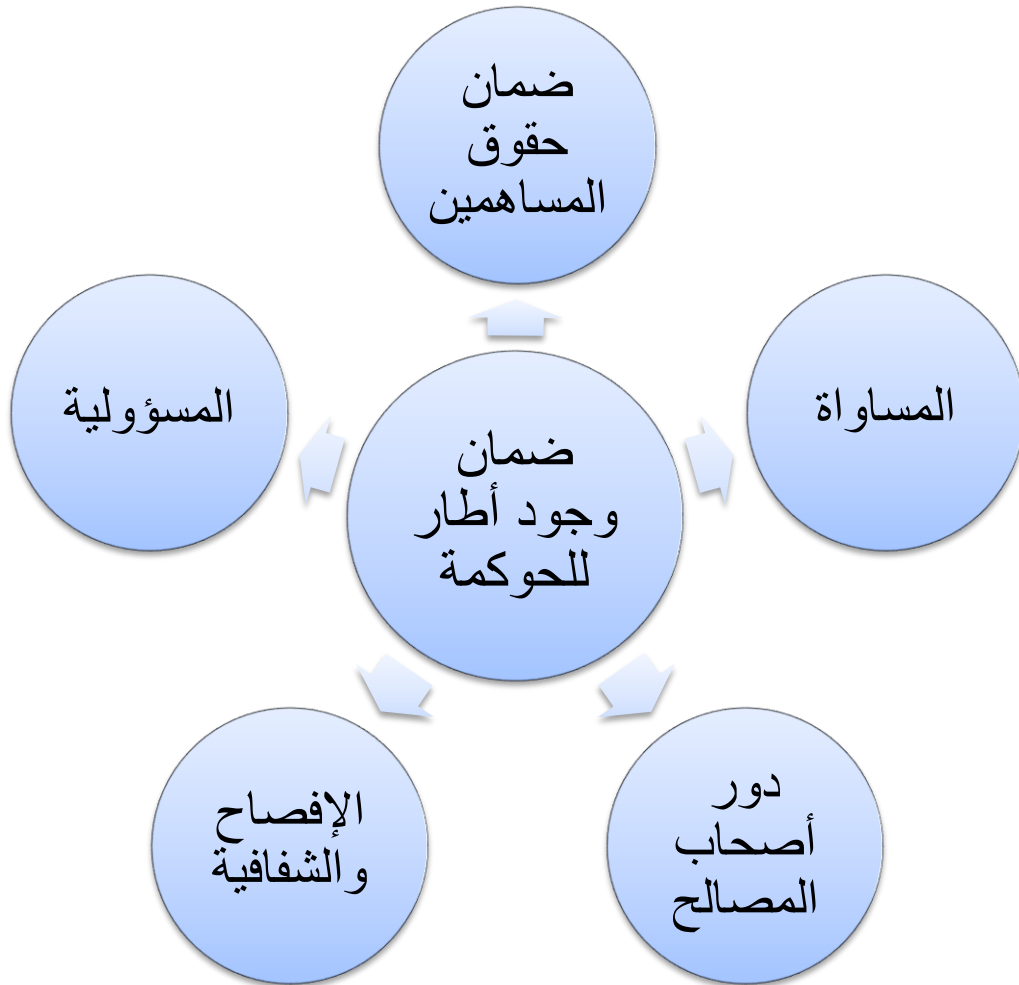 ضمان
حقوق
المساهمين
المساواة
المسؤولية
ضمان
وجود أطار
للحوكمة
دور
أصحاب
المصالح
الإفصاح
والشفافية